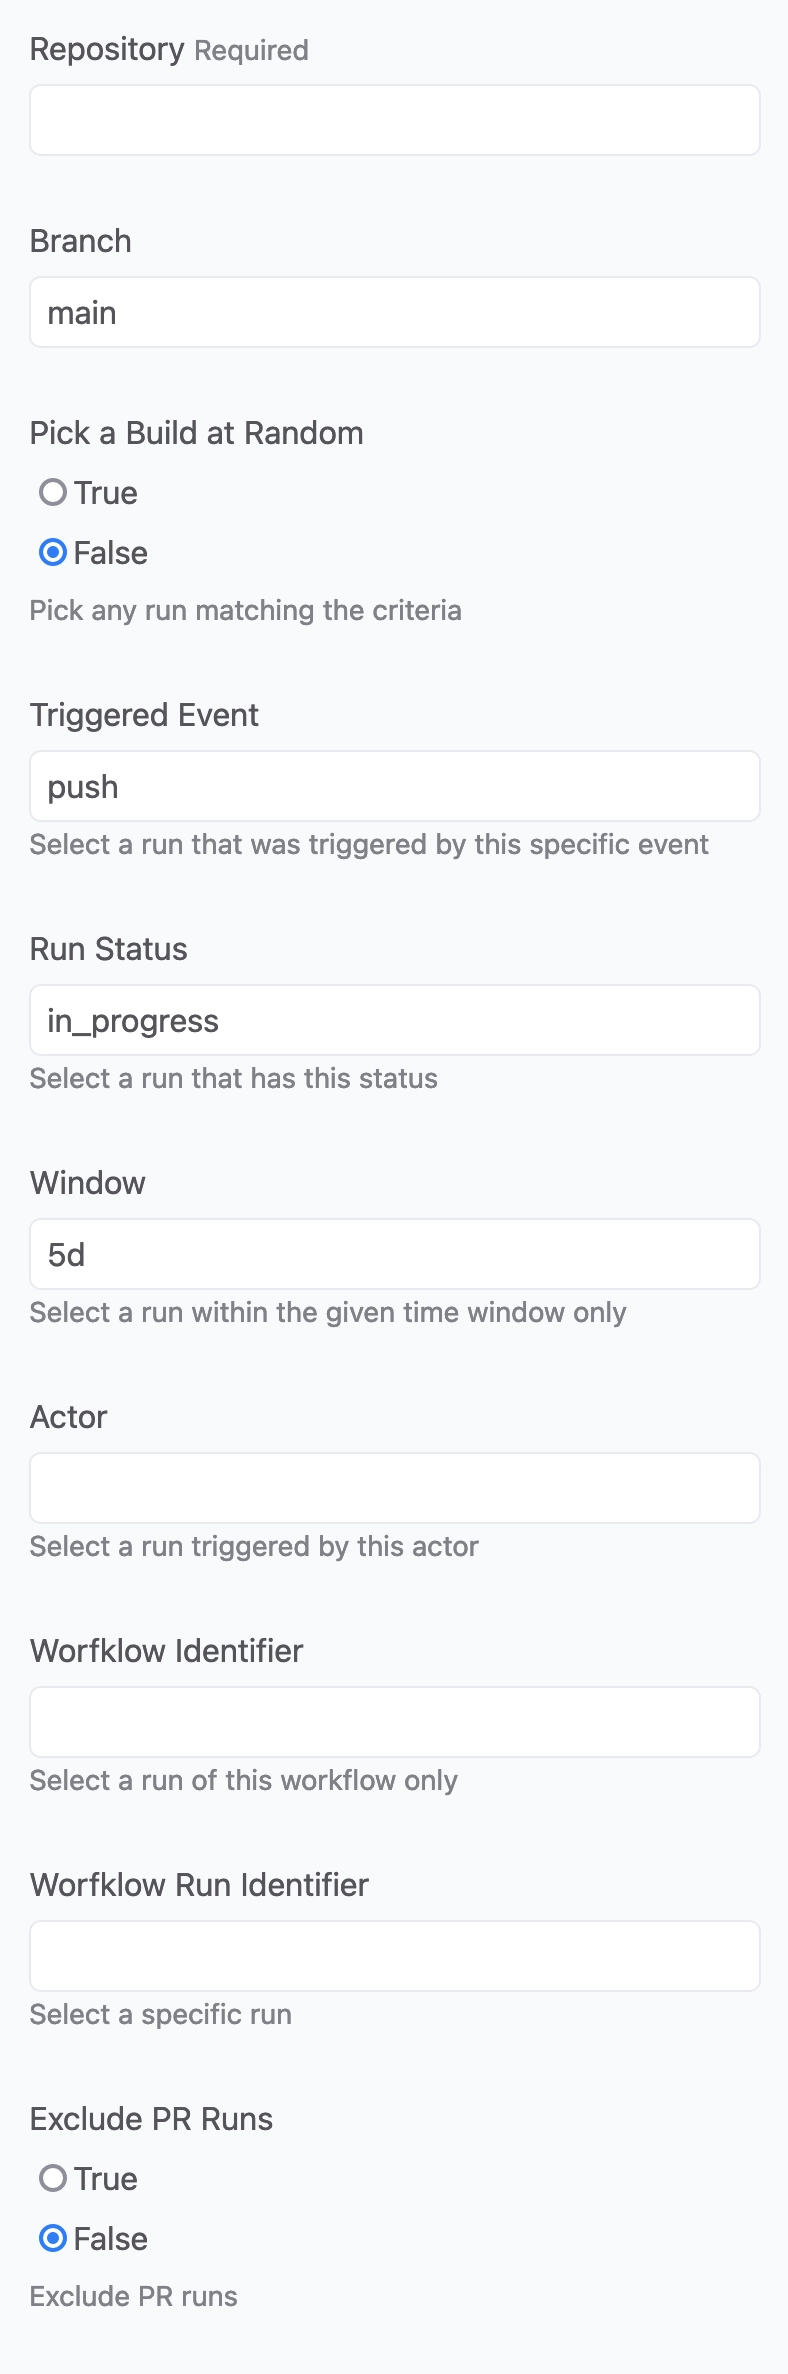 Repository Required
Branch
main
Pick a Build at Random
True
False
Pick any run matching the criteria
Triggered Event
push
Select a run that was triggered by this specific event
Run Status
in_progress
Select a run that has this status
Window
5d
Select a run within the given time window only
Actor
Select a run triggered by this actor
Worfklow Identifier
Select a run of this workflow only
Worfklow Run Identifier
Select a specific run
Exclude PR Runs
True
False
Exclude PR runs